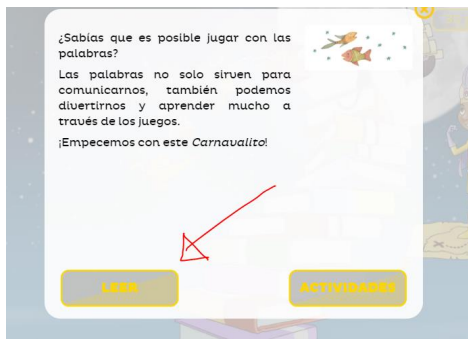 ¿Sabías que es posible jugar con las
palabras?
Las palabras no solo sirven para
comunicarnos, también podemos
divertirnos y aprender mucho a
través de los juegos.
¡Empecemos con este Carnavalito!
LEER
ACTIVIDADES